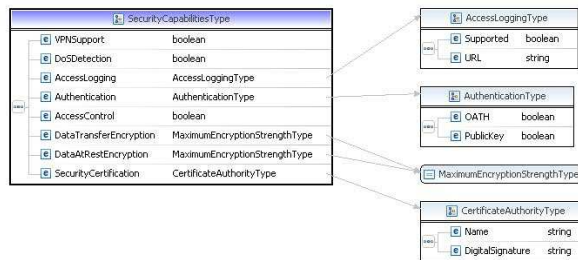 SecurityCapabilitiesType
VPNSupport boolean
DoSDetection boolean
AccessLogging AccessLoggingType
Authentication AuthenticationType
AccessControl boolean
DataTransferEncryption MaximumEncryptionStrengthType
DataAtRestEncryption MaximumEncryptionStrengthType
SecurityCertification CertificateAuthorityType
AccessLoggingType
Supported boolean
URL string
AuthenticationType
OATH boolean
PublicKey boolean
MaximumEncryptionStrengthType
CertificateAuthorityType
Name string
DigitalSignature string